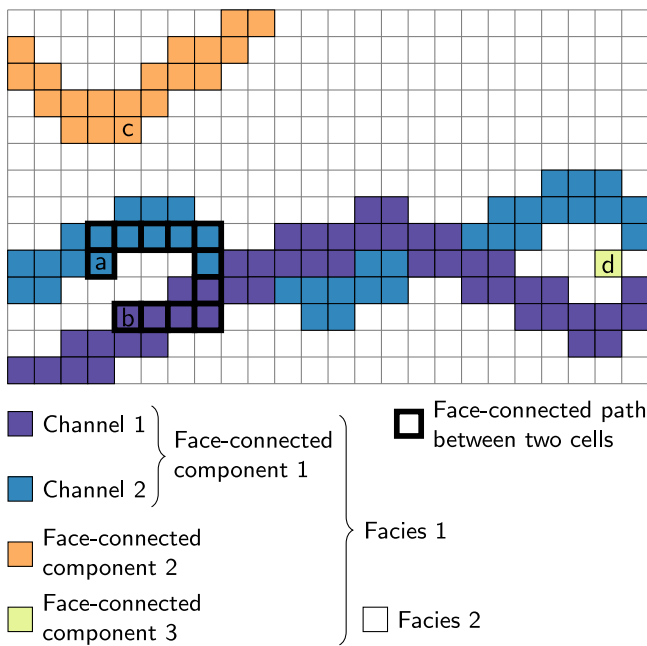 c
a
d
b
Channel 1
Channel 2
Face-connected
component 1
Face-connected
component 2
Face-connected
component 3
Facies 1
Face-connected path
between two cells
Facies 2